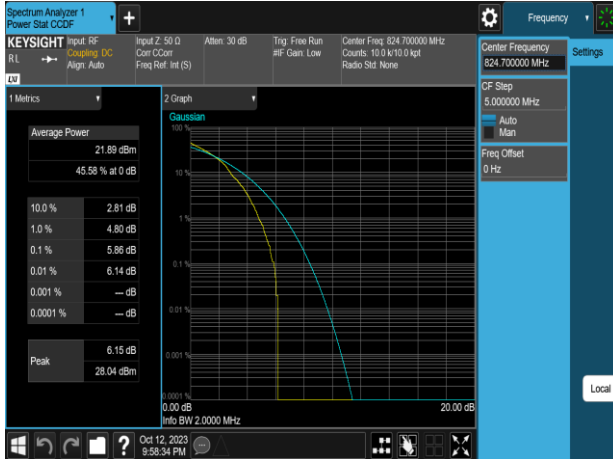 Spectrum Analyzer 1
Power Stat CCDF
+
Frequency
KEYSIGHT
RL
LXI
Input: RF
Coupling: DC
Align: Auto
Input Z: 50 Ω
Corr CCorr
Freq Ref: Int (S)
Atten: 30 dB
Trig: Free Run
#IF Gain: Low
Center Freq: 824.700000 MHz
Counts: 10.0 k/10.0 kpt
Radio Std: None
Center Frequency
824.700000 MHz
Settings
CF Step
5.000000 MHz
Auto
Man
Freq Offset
0 Hz
1 Metrics
Average Power
21.89 dBm
45.58 % at 0 dB
10.0 % 2.81 dB
1.0 % 4.80 dB
0.1 % 5.86 dB
0.01 % 6.14 dB
0.001 % --- dB
0.0001 % --- dB
Peak
6.15 dB
28.04 dBm
2 Graph
Gaussian
100 %
10 %
1 %
0.1 %
0.01 %
0.001 %
0.0001 %
0.00 dB
20.00 dB
Info BW 2.0000 MHz
Local
?
Oct 12, 2023
9:58:34 PM